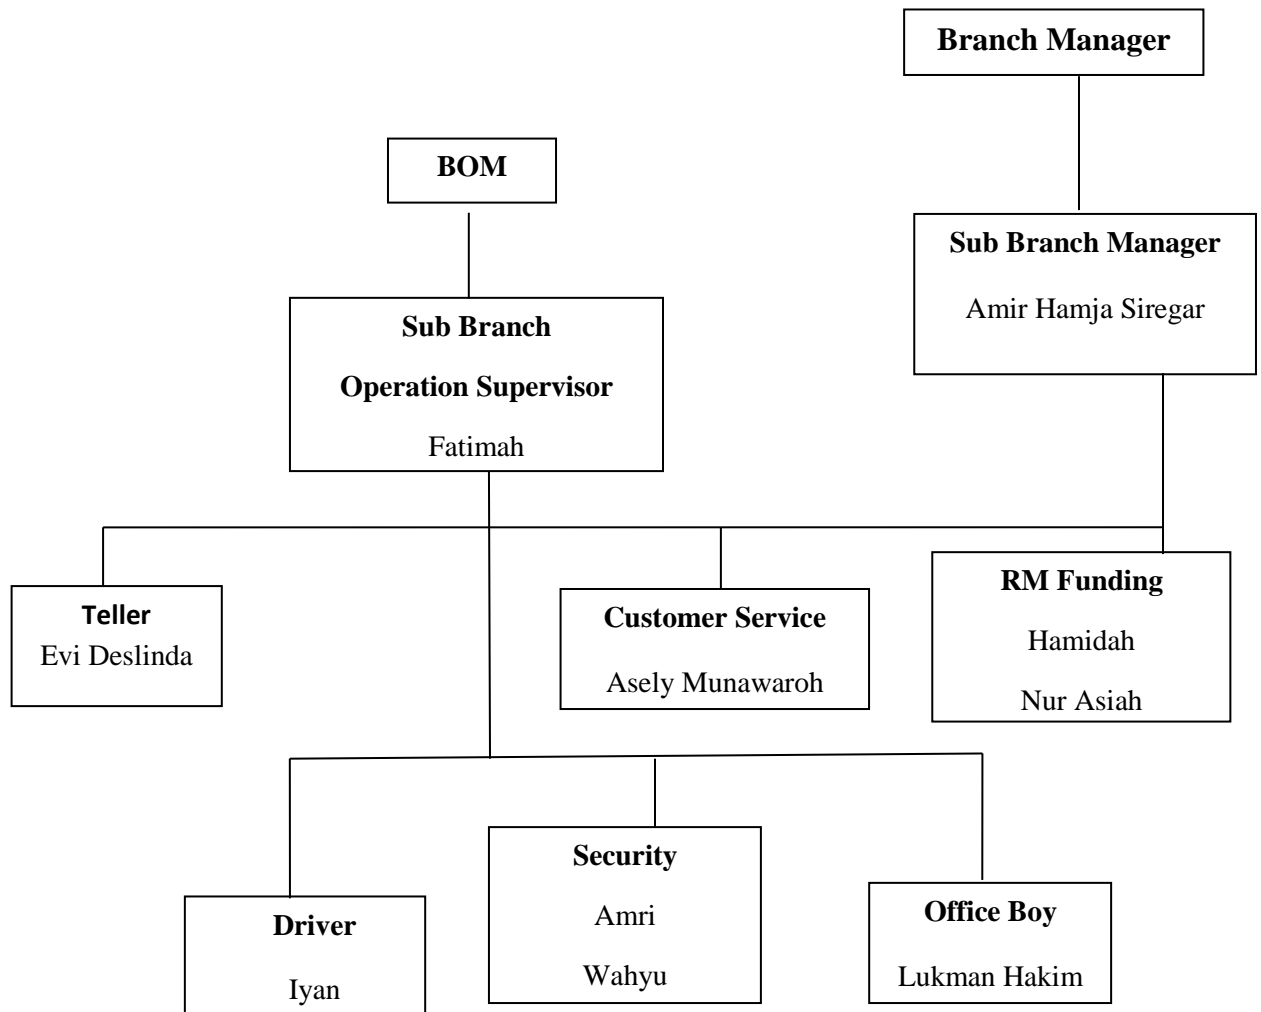 Branch Manager
BOM
Sub Branch Manager
Amir Hamja Siregar
Sub Branch
Operation Supervisor
Fatimah
Teller
Evi Deslinda
Customer Service
Asely Munawaroh
RM Funding
Hamidah
Nur Asiah
Driver
Iyan
Security
Amri
Wahyu
Office Boy
Lukman Hakim